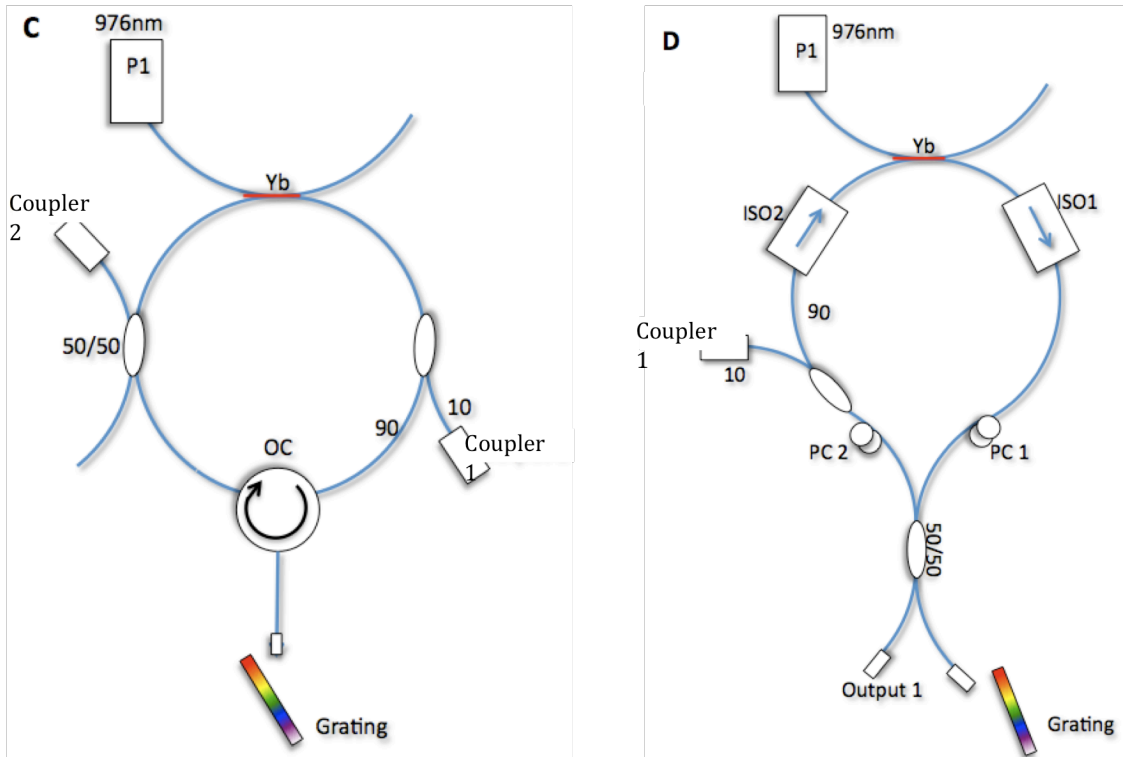 C
976nm
P1
Yb
Coupler
2
50/50
10
90
OC
Coupler
1
Grating
D
976nm
P1
Yb
ISO2
ISO1
90
Coupler
1
10
PC 2
PC 1
50/50
Output 1
Grating